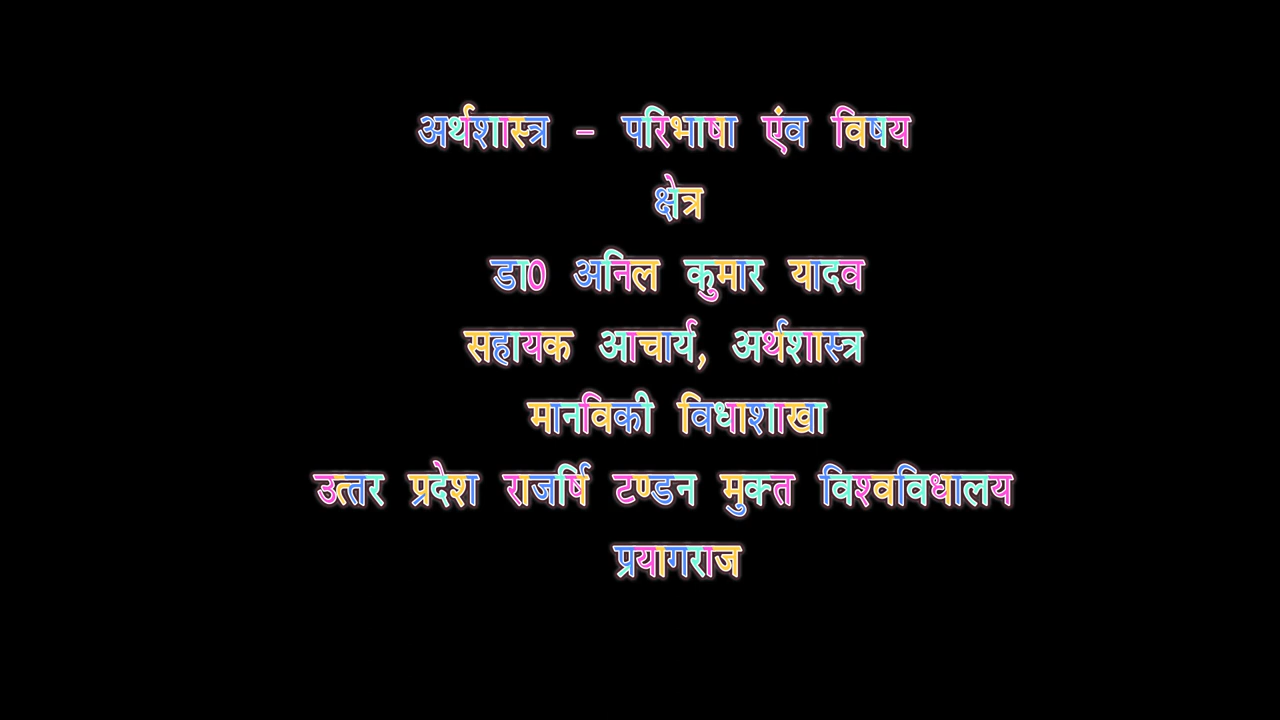 अर्थशास्त्र - परिभाषा एंव विषय
क्षेत्र
डा0 अनिल कुमार यादव
सहायक आचार्य, अर्थशास्त्र
मानविकी विधाशाखा
उत्तर प्रदेश राजर्षि टण्डन मुक्त विश्वविधालय
प्रयागराज